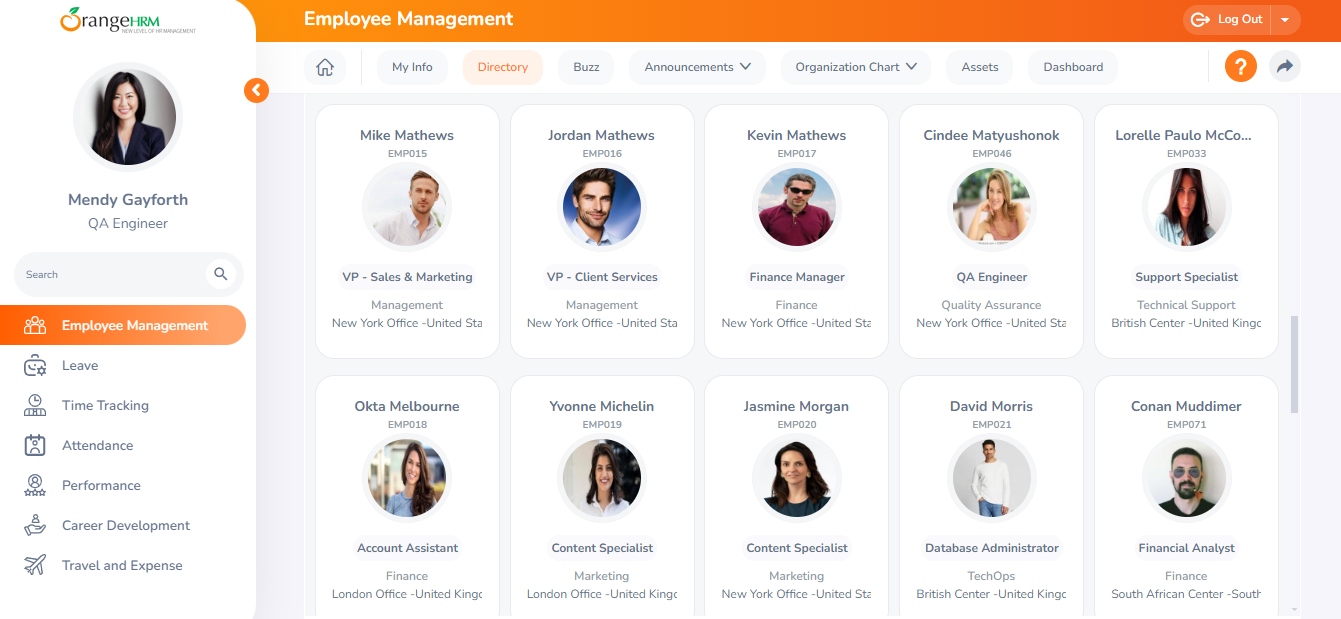 OrangeHRM
NEW LEVEL OF HR MANAGEMENT
Mendy Gayforth
QA Engineer
Search
Employee Management
Leave
Time Tracking
Attendance
Performance
Career Development
Travel and Expense
Employee Management
Log Out
My Info
Directory
Buzz
Announcements
Organization Chart
Assets
Dashboard
?
Mike Mathews
EMP015
VP - Sales & Marketing
Management
New York Office -United Sta
Jordan Mathews
EMP016
VP - Client Services
Management
New York Office -United Sta
Kevin Mathews
EMP017
Finance Manager
Finance
New York Office -United Sta
Cindee Matyushonok
EMP046
QA Engineer
Quality Assurance
New York Office -United Sta
Lorelle Paulo McCo...
EMP033
Support Specialist
Technical Support
British Center -United Kingc
Okta Melbourne
EMP018
Account Assistant
Finance
London Office -United Kingc
Yvonne Michelin
EMP019
Content Specialist
Marketing
London Office -United Kingc
Jasmine Morgan
EMP020
Content Specialist
Marketing
New York Office -United Sta
David Morris
EMP021
Database Administrator
TechOps
British Center -United Kingc
Conan Muddimer
EMP071
Financial Analyst
Finance
South African Center -South